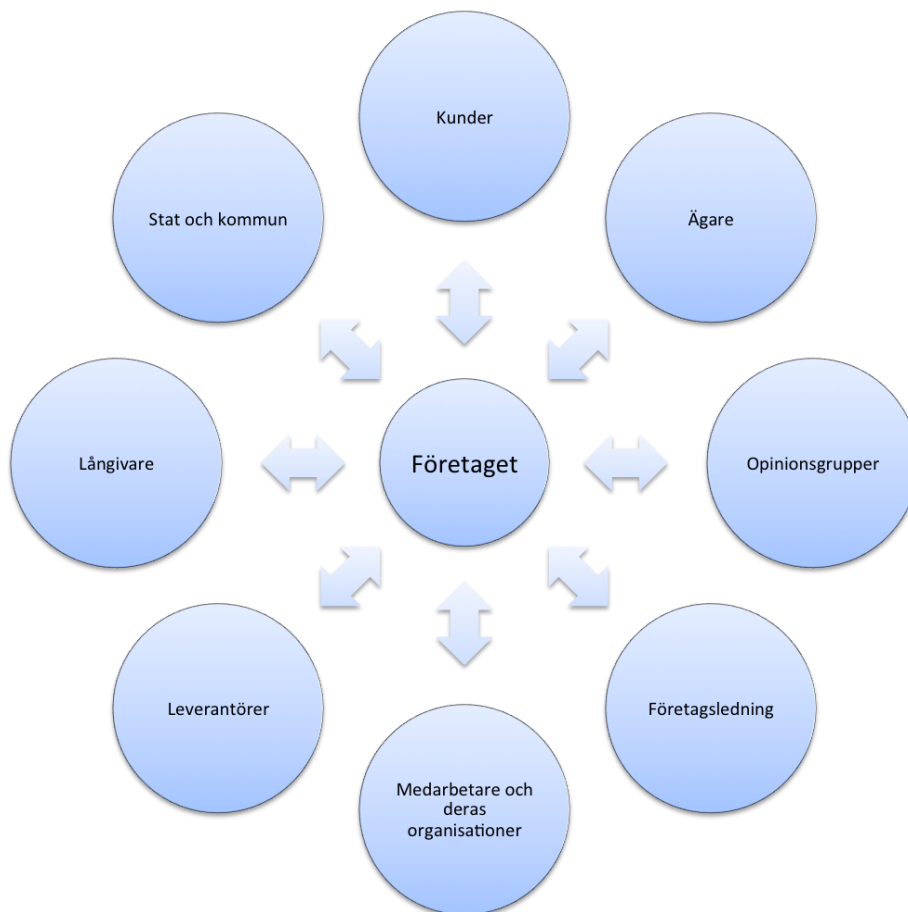 Kunder
Stat och kommun
Ägare
Långivare
Företaget
Opinionsgrupper
Leverantörer
Företagsledning
Medarbetare och
deras
organisationer